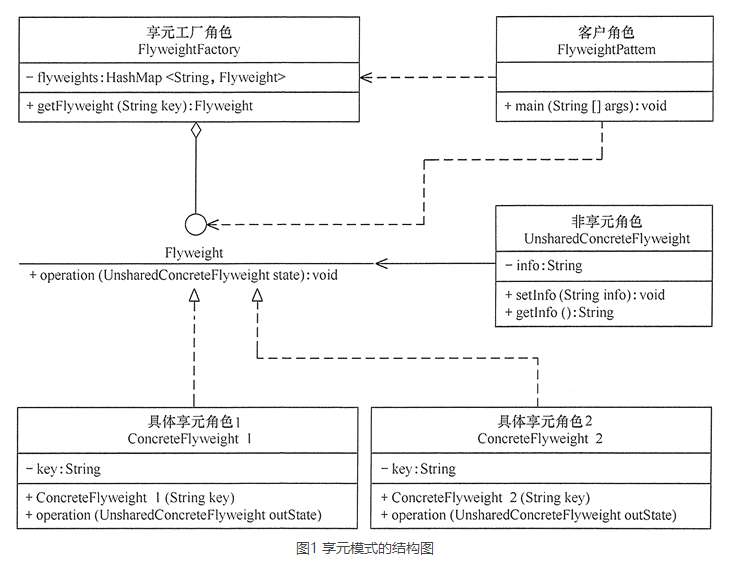 享元工厂角色
FlyweightFactory
- flyweights:HashMap <String, Flyweight>
+ getFlyweight (String key):Flyweight
客户角色
FlyweightPattem
+ main (String [] args):void
Flyweight
+ operation (UnsharedConcreteFlyweight state):void
非享元角色
UnsharedConcreteFlyweight
- info:String
+ setInfo (String info):void
+ getInfo ():String
具体享元角色1
ConcreteFlyweight 1
- key:String
+ ConcreteFlyweight 1 (String key)
+ operation (UnsharedConcreteFlyweight outState)
具体享元角色2
ConcreteFlyweight 2
- key:String
+ ConcreteFlyweight 2 (String key)
+ operation (UnsharedConcreteFlyweight outState)
图1 享元模式的结构图